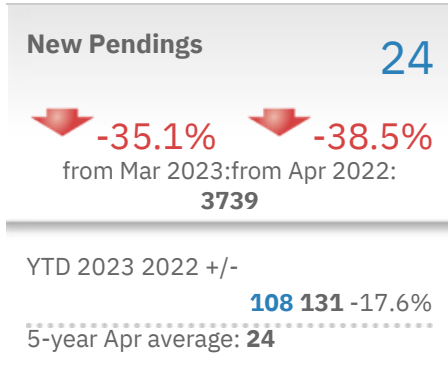 New Pendings
24
-35.1% -38.5%
from Mar 2023:from Apr 2022:
3739
YTD 2023 2022 +/-
108 131 -17.6%
5-year Apr average: 24